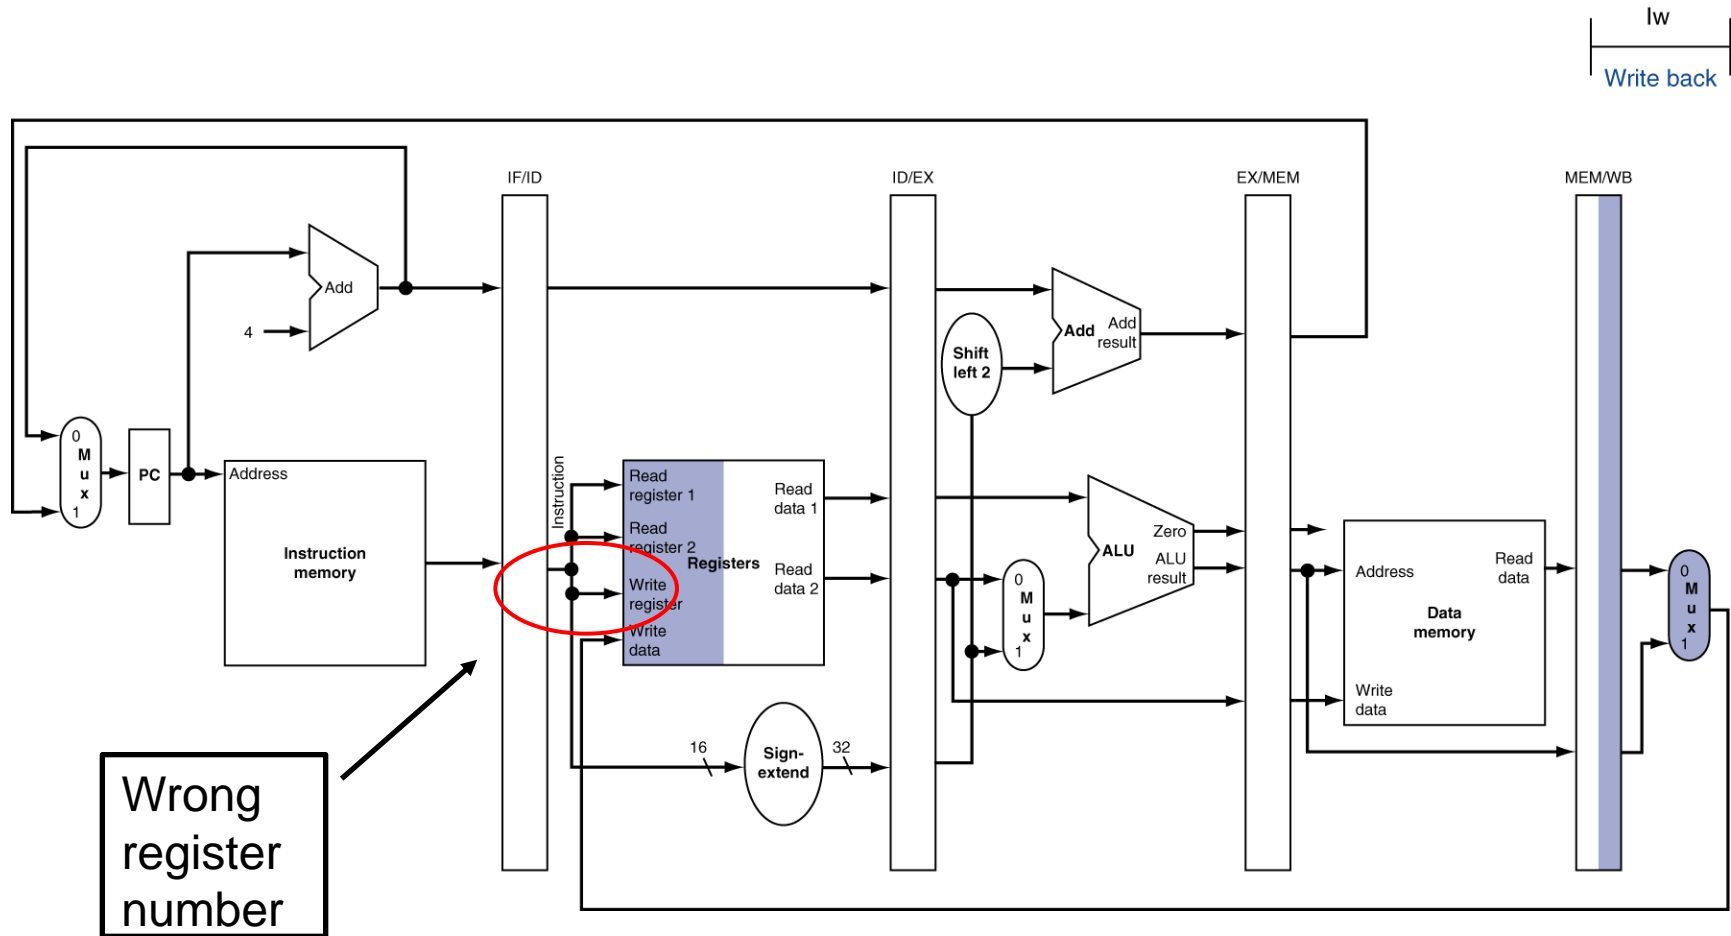 lw
Write back
IF/ID
ID/EX
EX/MEM
MEM/WB
Add
4
Shift
left 2
Add
Add
result
0
M
u
x
1
PC
Address
Instruction
memory
Instruction
Read
register 1
Read
register 2
Registers
Write
register
Write
data
Read
data 1
Read
data 2
0
M
u
x
1
Zero
ALU
ALU
result
Address
Read
data
Data
memory
Write
data
0
M
u
x
1
16
Sign-
extend
32
Wrong
register
number